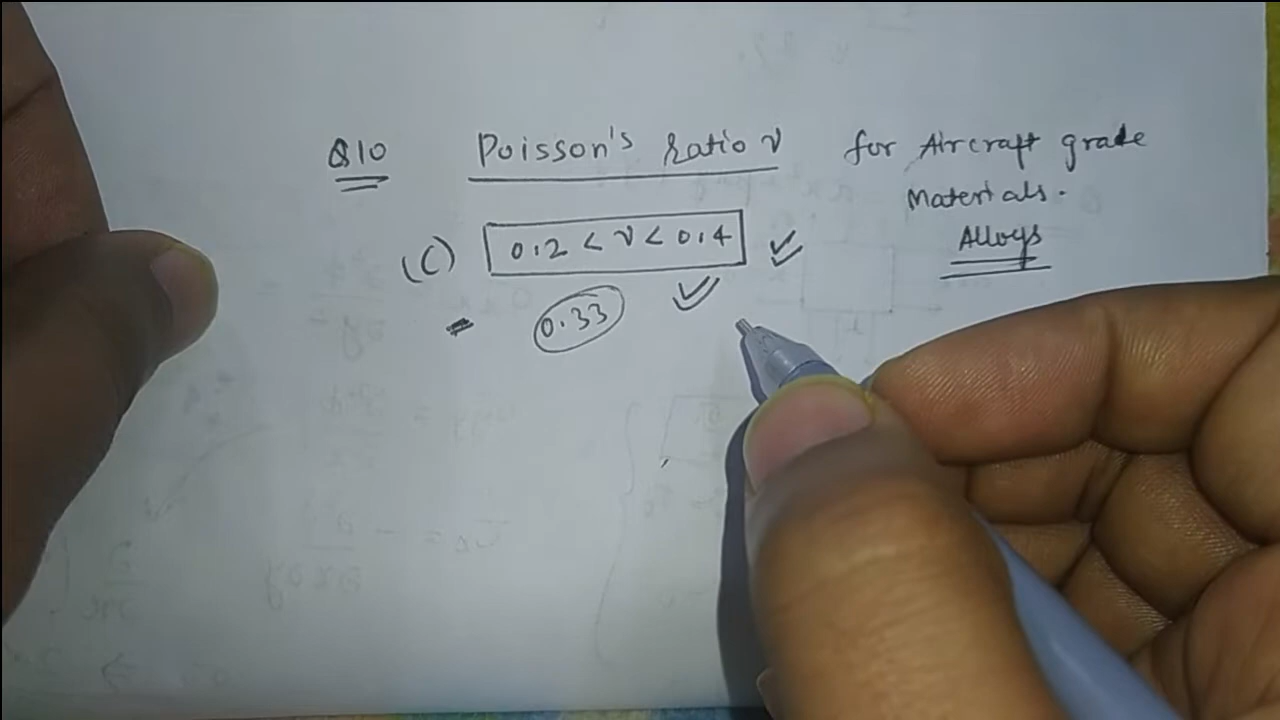 Q10 Poisson's ratio ν for Aircraft grade
Materials.
Alloys
(C) 0.2 < ν < 0.4
0.33